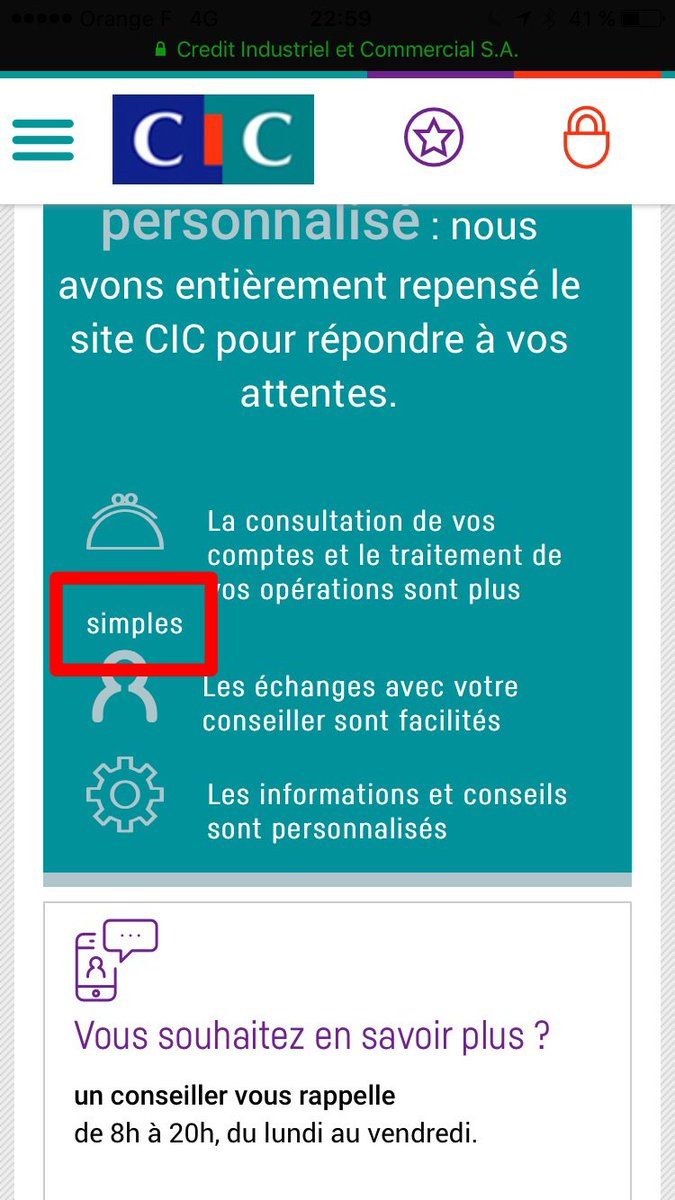 Orange F 4G 22:59 41 %
Credit Industriel et Commercial S.A.
CIC
personnalisé : nous
avons entièrement repensé le
site CIC pour répondre à vos
attentes.
La consultation de vos
comptes et le traitement de
vos opérations sont plus
simples
Les échanges avec votre
conseiller sont facilités
Les informations et conseils
sont personnalisés
Vous souhaitez en savoir plus ?
un conseiller vous rappelle
de 8h à 20h, du lundi au vendredi.